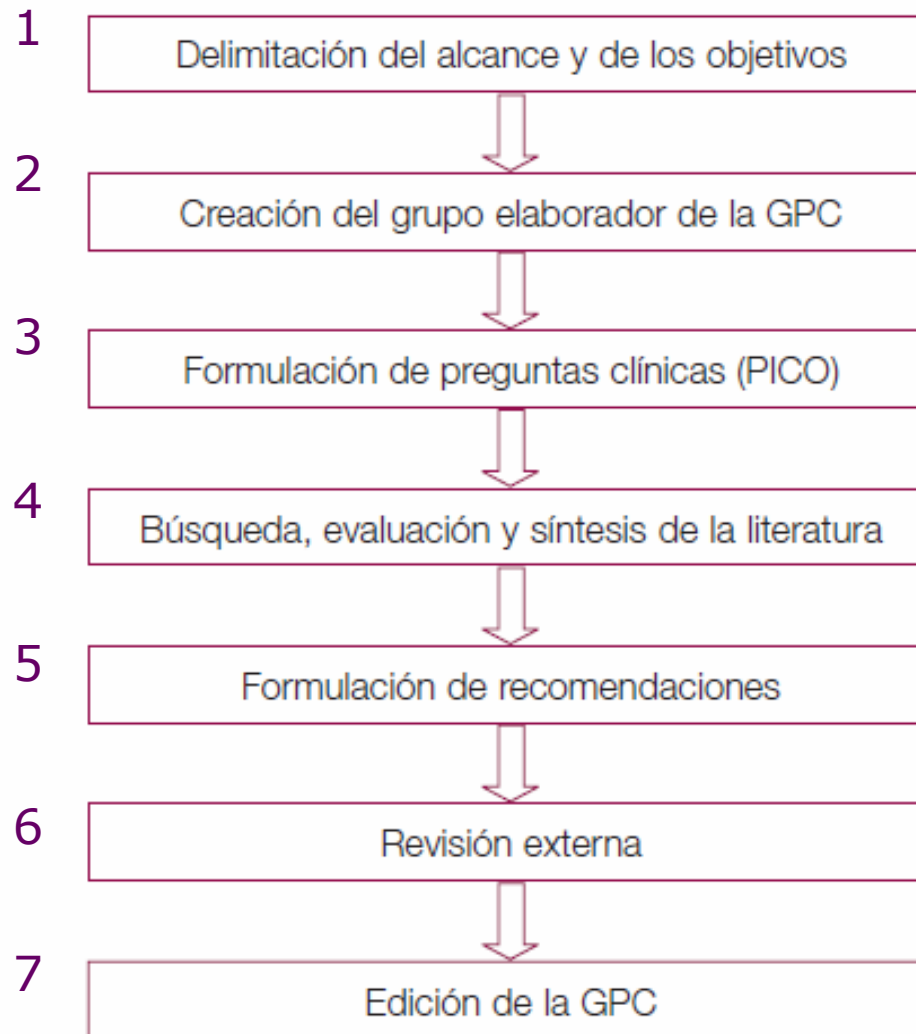 1
Delimitación del alcance y de los objetivos
2
Creación del grupo elaborador de la GPC
3
Formulación de preguntas clínicas (PICO)
4
Búsqueda, evaluación y síntesis de la literatura
5
Formulación de recomendaciones
6
Revisión externa
7
Edición de la GPC